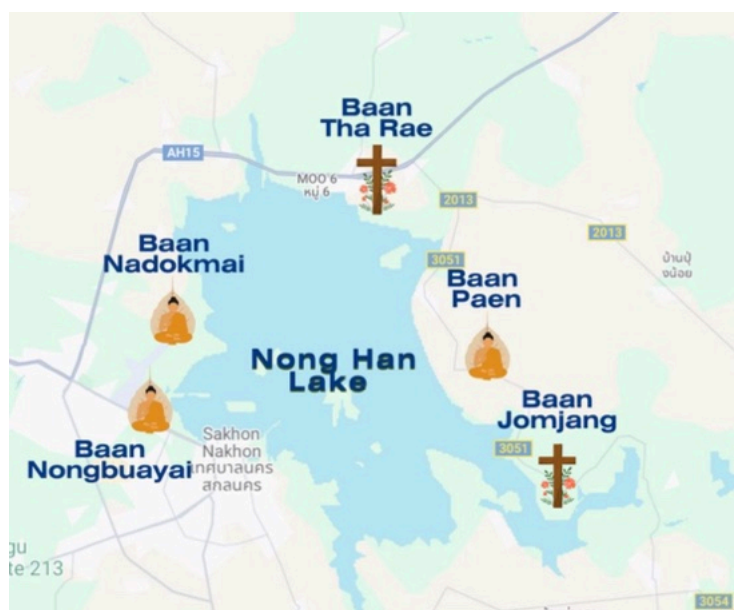 Baan
Tha Rae
AH15
MOO 6
หมู่ 6
2013
Baan
Nadokmai
2013
3051
บ้านปุ่
งน้อย
Baan
Paen
Nong Han
Lake
Baan
Jomjang
Baan
Nongbuayai
Sakhon
Nakhon
เทศบาลนคร
สกลนคร
3051
gu
te 213
3054